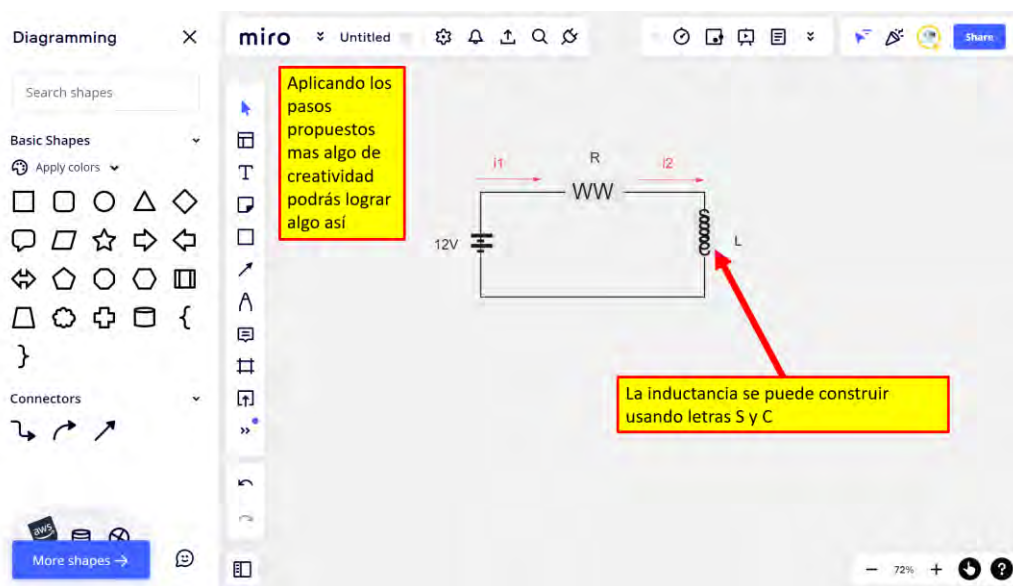 Diagramming
miro
Untitled
Share
Search shapes
Basic Shapes
Apply colors
Connectors
aws
More shapes →
Aplicando los
pasos
propuestos
mas algo de
creatividad
podrás lograr
algo así
i1
R
i2
WW
12V
L
La inductancia se puede construir
usando letras S y C
72%